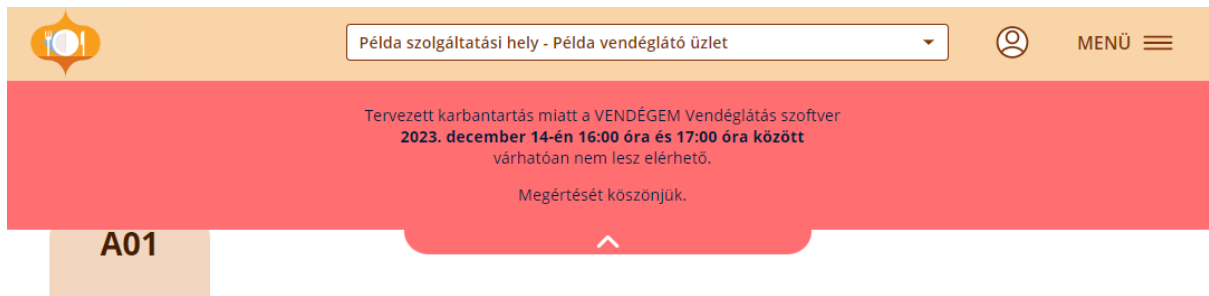 Példa szolgáltatási hely - Példa vendéglátó üzlet
MENÜ
Tervezett karbantartás miatt a VENDÉGEM Vendéglátás szoftver
2023. december 14-én 16:00 óra és 17:00 óra között
várhatóan nem lesz elérhető.
Megértését köszönjük.
A01